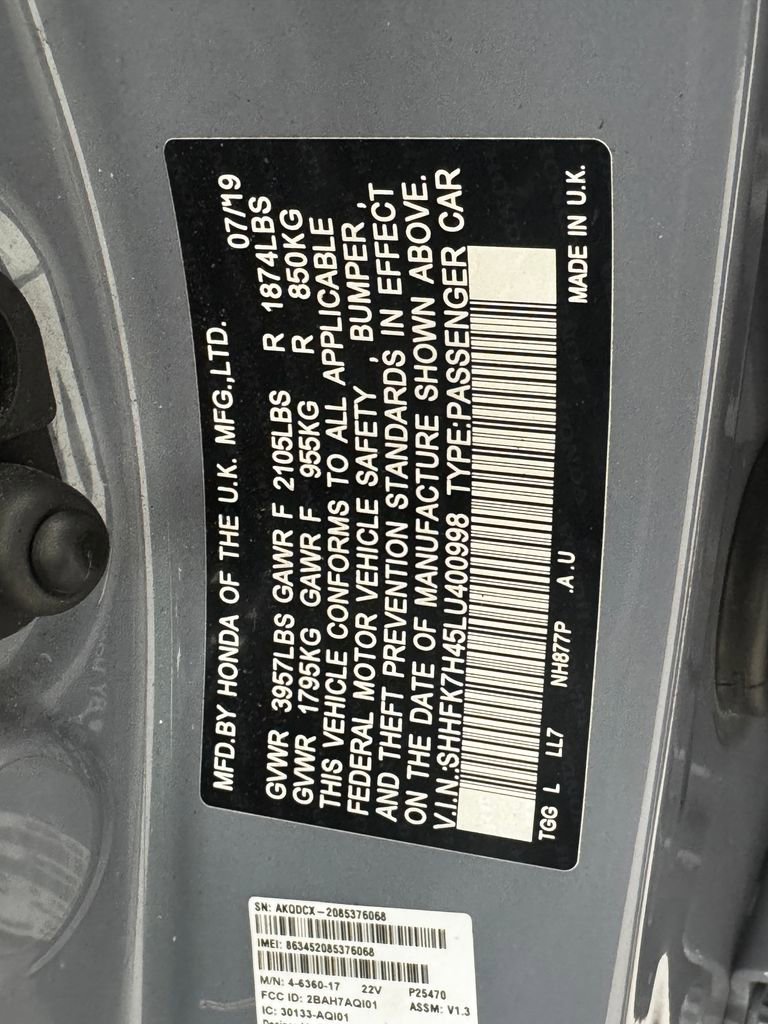 MFD.BY HONDA OF THE U.K. MFG.,LTD. 07/19
GVWR 3957LBS GAWR F 2105LBS R 1874LBS
GVWR 1795KG GAWR F 955KG R 850KG
THIS VEHICLE CONFORMS TO ALL APPLICABLE
FEDERAL MOTOR VEHICLE SAFETY , BUMPER ,
AND THEFT PREVENTION STANDARDS IN EFFECT
ON THE DATE OF MANUFACTURE SHOWN ABOVE.
V.I.N.:SHHFK7H45LU400998 TYPE:PASSENGER CAR
TGG L LL7 NH877P .A.U MADE IN U.K.
SN: AKQDCX-2085376068
IMEI: 863452085376068
M/N: 4-6360-17 22V P25470
FCC ID: 2BAH7AQI01 ASSM: V1.3
IC: 30133-AQI01